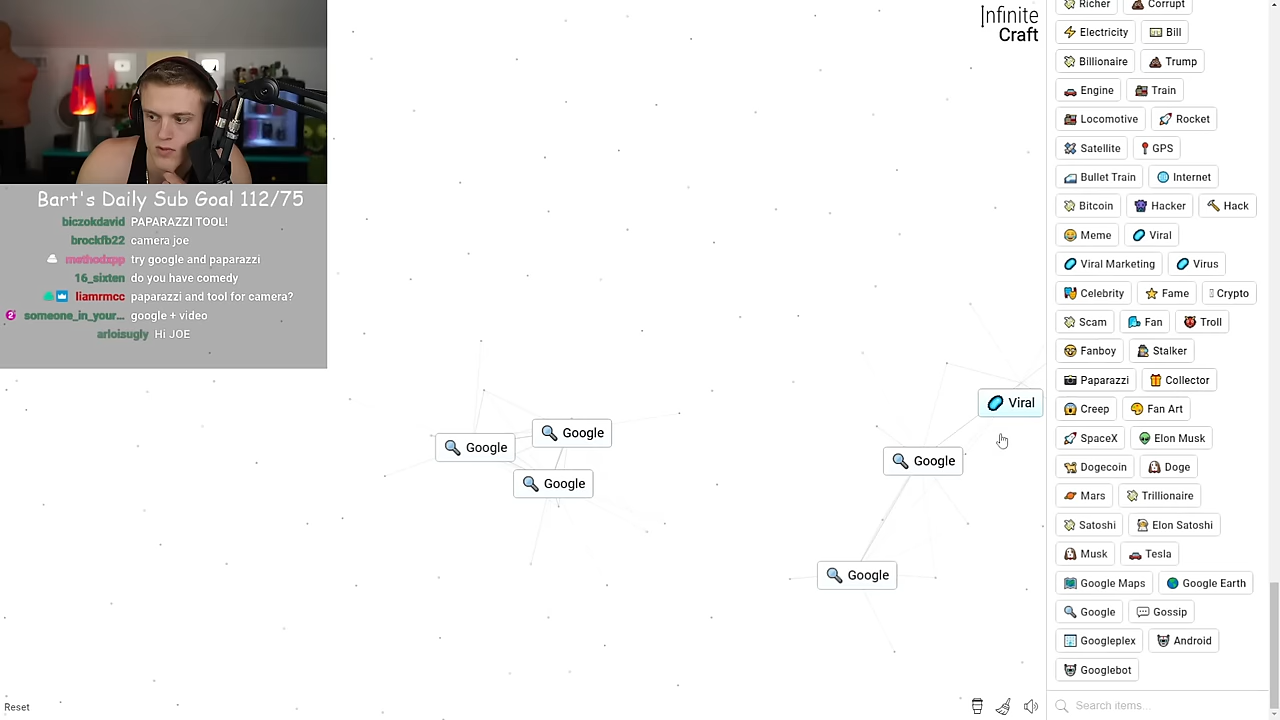 Infinite
Craft
Bart's Daily Sub Goal 112/75
biczokdavid PAPARAZZI TOOL!
brockfb22 camera joe
methodxpp try google and paparazzi
16_sixten do you have comedy
liamrmcc paparazzi and tool for camera?
someone_in_your... google + video
arloisugly Hi JOE
Google
Google
Google
Viral
Google
Google
Reset
Richer Corrupt
Electricity Bill
Billionaire Trump
Engine Train
Locomotive Rocket
Satellite GPS
Bullet Train Internet
Bitcoin Hacker Hack
Meme Viral
Viral Marketing Virus
Celebrity Fame Crypto
Scam Fan Troll
Fanboy Stalker
Paparazzi Collector
Creep Fan Art
SpaceX Elon Musk
Dogecoin Doge
Mars Trillionaire
Satoshi Elon Satoshi
Musk Tesla
Google Maps Google Earth
Google Gossip
Googleplex Android
Googlebot
Search items...